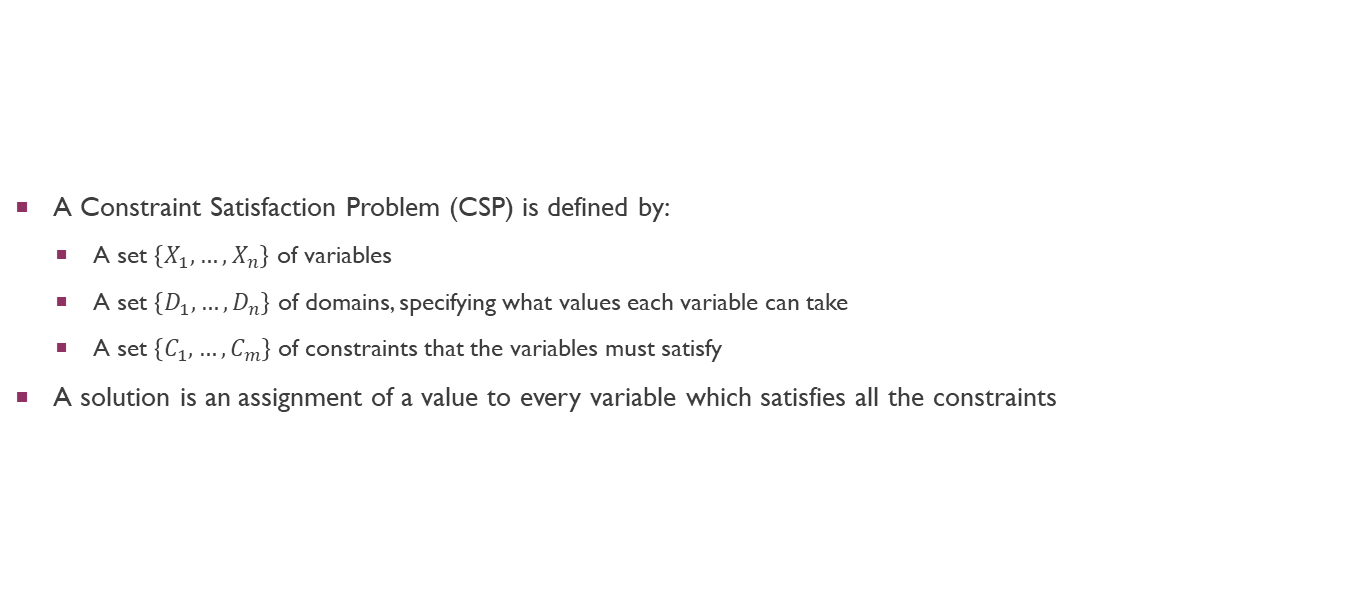 ▪ A Constraint Satisfaction Problem (CSP) is defined by:
▪ A set {X₁, … , Xₙ} of variables
▪ A set {D₁, … , Dₙ} of domains, specifying what values each variable can take
▪ A set {C₁, … , Cₘ} of constraints that the variables must satisfy
▪ A solution is an assignment of a value to every variable which satisfies all the constraints